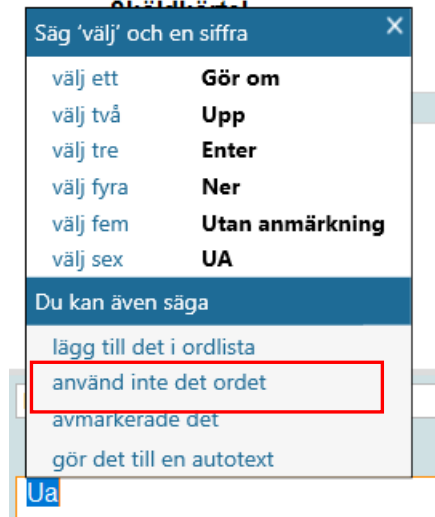 Säg ‘välj’ och en siffra
välj ett Gör om
välj två Upp
välj tre Enter
välj fyra Ner
välj fem Utan anmärkning
välj sex UA
Du kan även säga
lägg till det i ordlista
använd inte det ordet
avmarkerade det
gör det till en autotext
Ua